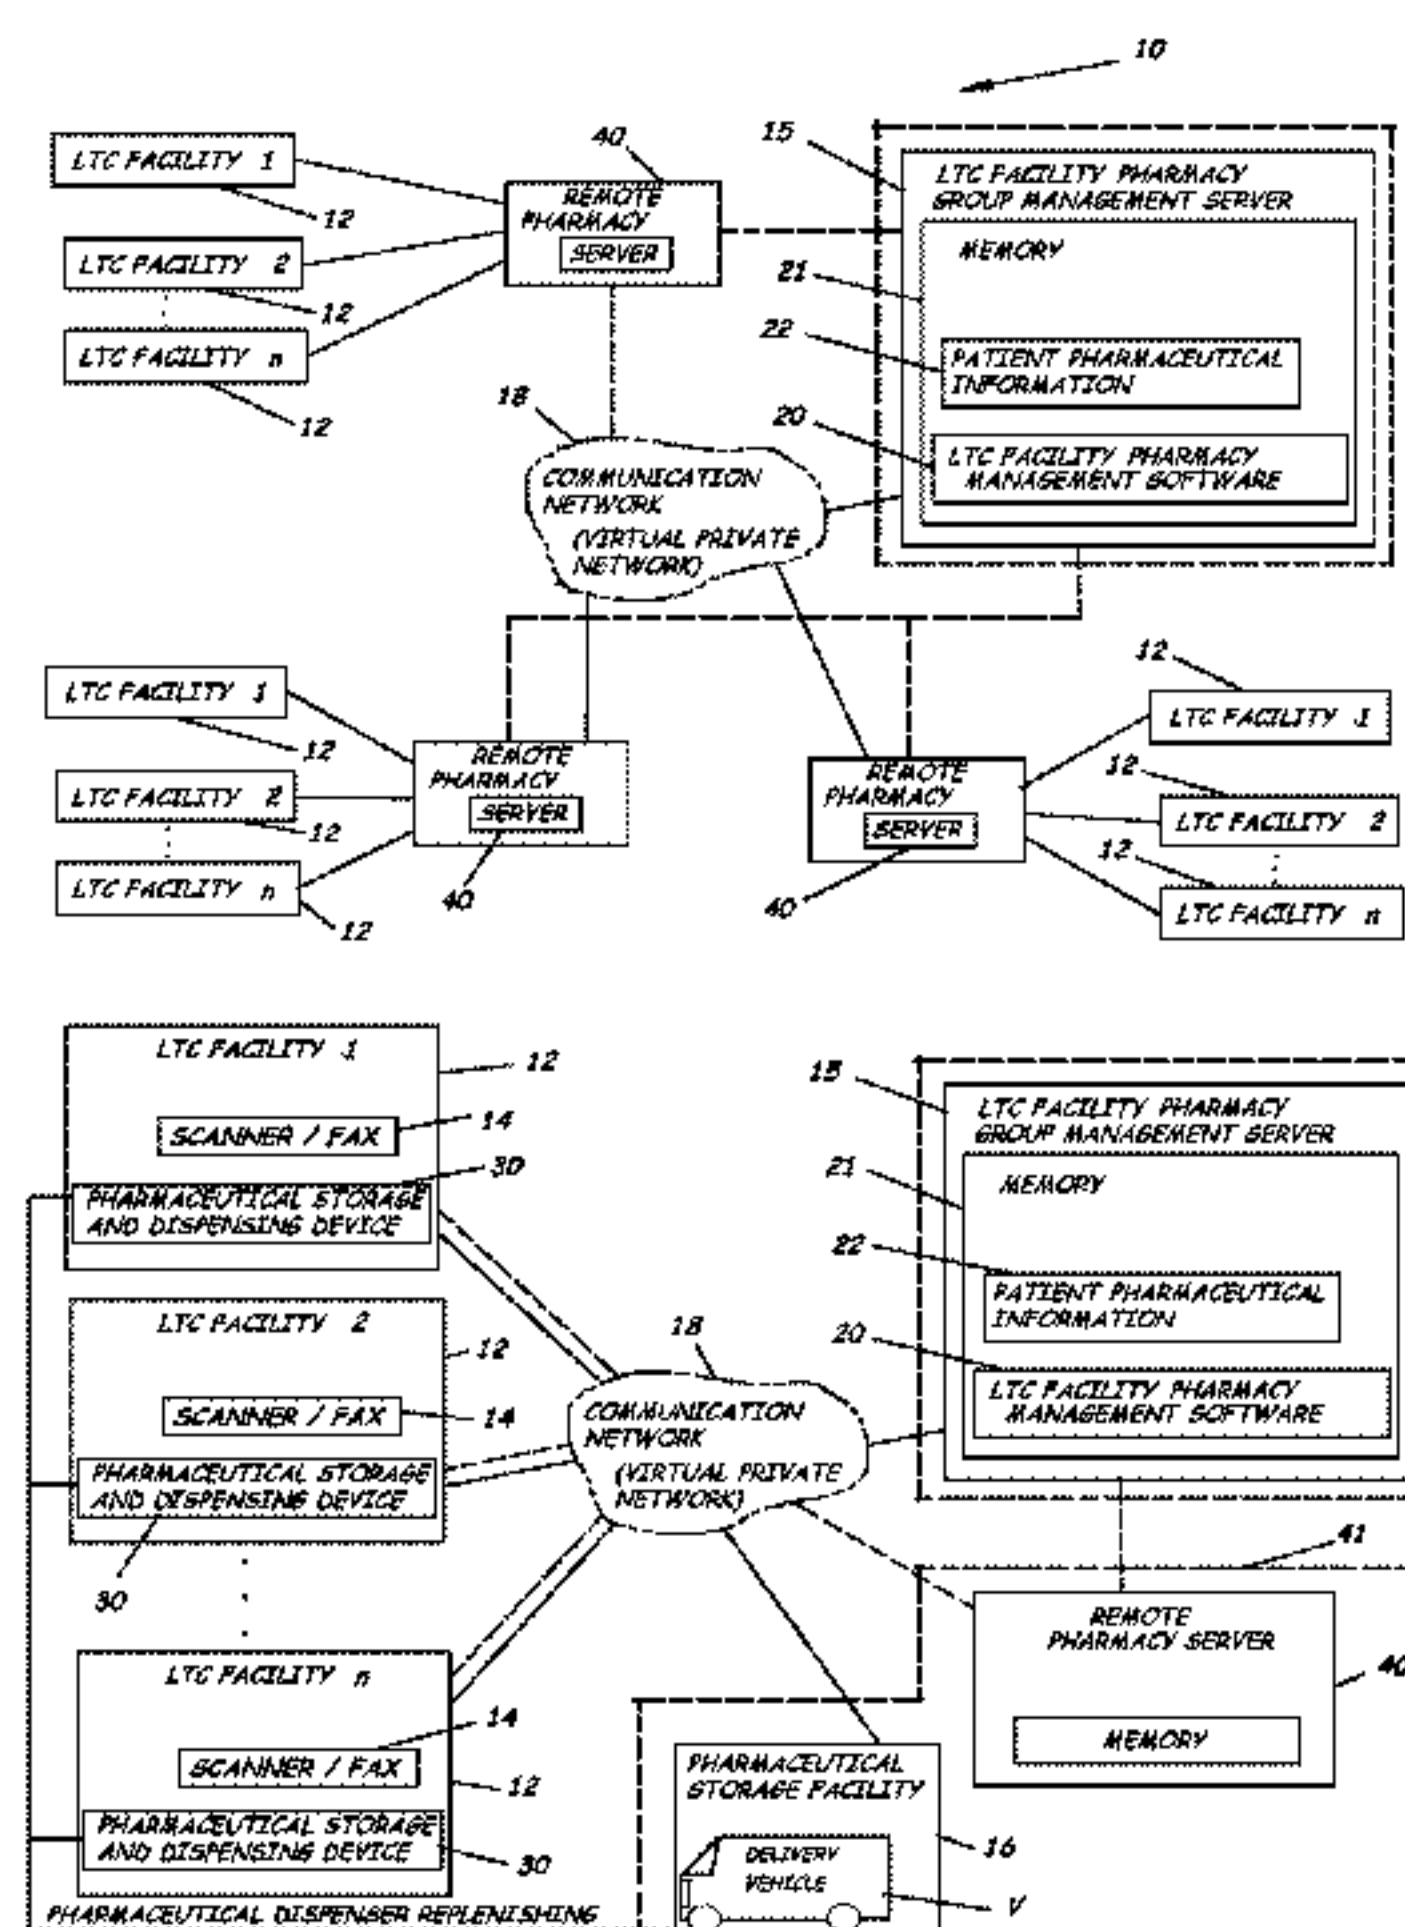 10
LTC FACILITY 1
12
LTC FACILITY 2
12
LTC FACILITY n
12
40
REMOTE
PHARMACY
SERVER
15
LTC FACILITY PHARMACY
GROUP MANAGEMENT SERVER
21
MEMORY
22
PATIENT PHARMACEUTICAL
INFORMATION
20
LTC FACILITY PHARMACY
MANAGEMENT SOFTWARE
18
COMMUNICATION
NETWORK
(VIRTUAL PRIVATE
NETWORK)
LTC FACILITY 1
12
LTC FACILITY 2
12
LTC FACILITY n
12
REMOTE
PHARMACY
SERVER
40
REMOTE
PHARMACY
SERVER
40
12
LTC FACILITY 1
12
LTC FACILITY 2
12
LTC FACILITY n
LTC FACILITY 1
12
SCANNER / FAX
14
30
PHARMACEUTICAL STORAGE
AND DISPENSING DEVICE
LTC FACILITY 2
12
SCANNER / FAX
14
PHARMACEUTICAL STORAGE
AND DISPENSING DEVICE
30
LTC FACILITY n
14
SCANNER / FAX
12
PHARMACEUTICAL STORAGE
AND DISPENSING DEVICE
30
PHARMACEUTICAL DISPENSER REPLENISHING
18
COMMUNICATION
NETWORK
(VIRTUAL PRIVATE
NETWORK)
15
LTC FACILITY PHARMACY
GROUP MANAGEMENT SERVER
21
MEMORY
22
PATIENT PHARMACEUTICAL
INFORMATION
20
LTC FACILITY PHARMACY
MANAGEMENT SOFTWARE
41
REMOTE
PHARMACY SERVER
40
MEMORY
PHARMACEUTICAL
STORAGE FACILITY
16
DELIVERY
VEHICLE
V